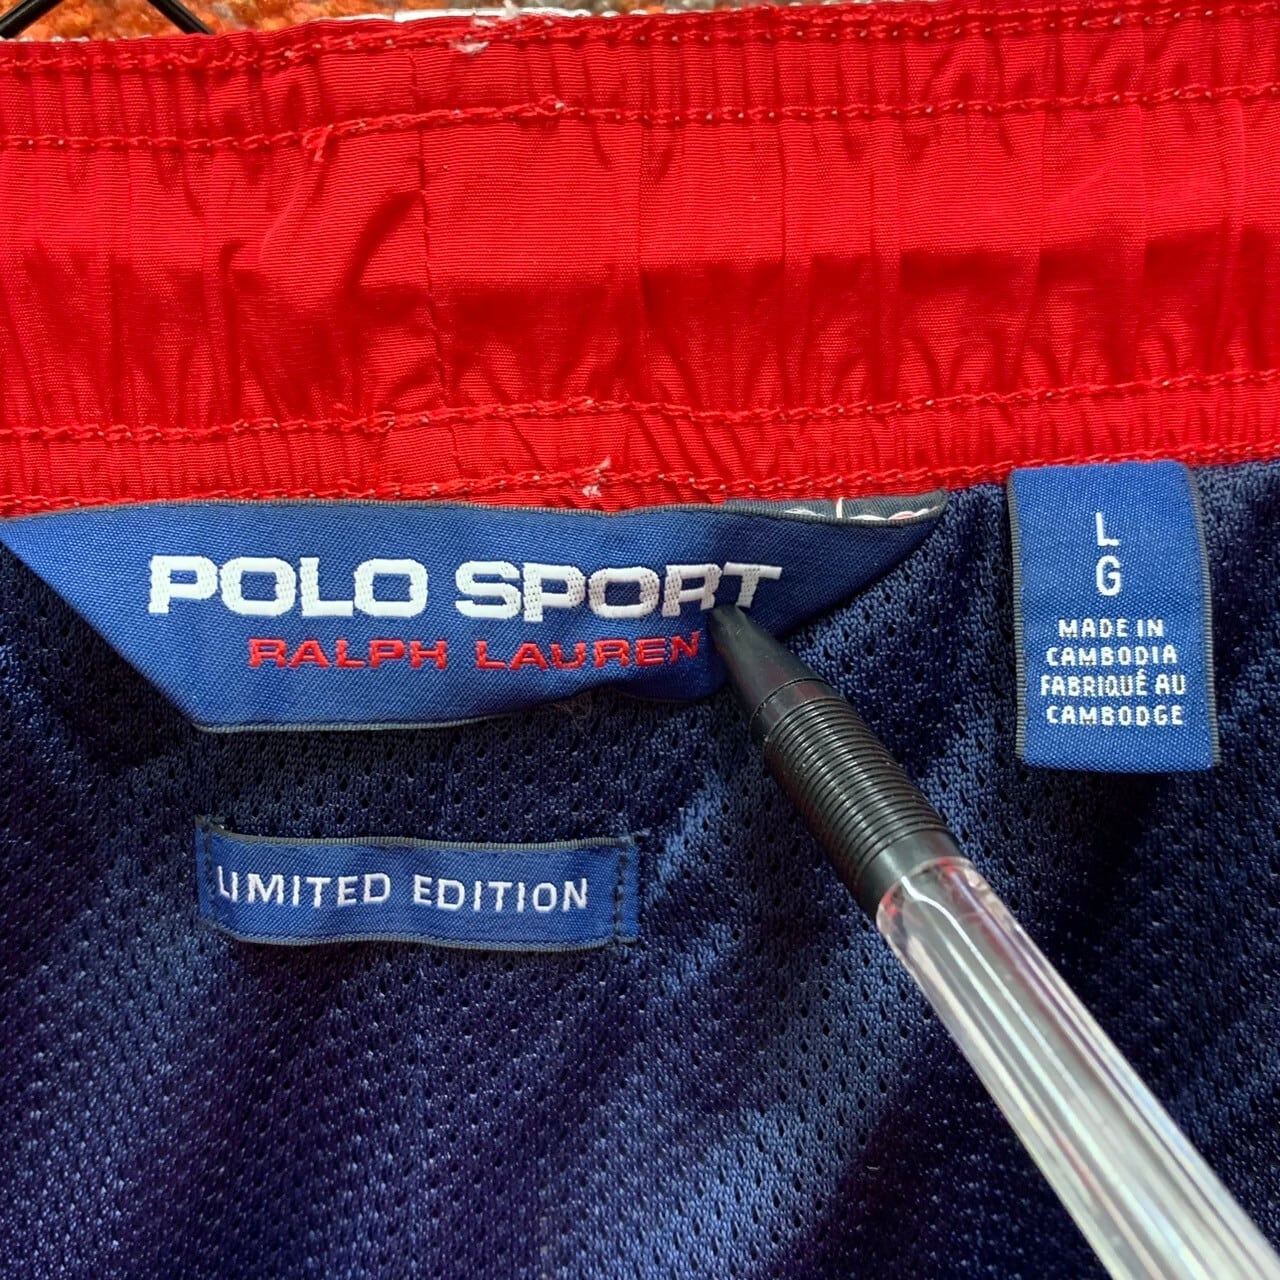 POLO SPORT
RALPH LAUREN
LIMITED EDITION
L
G
MADE IN
CAMBODIA
FABRIQUÉ AU
CAMBODGE